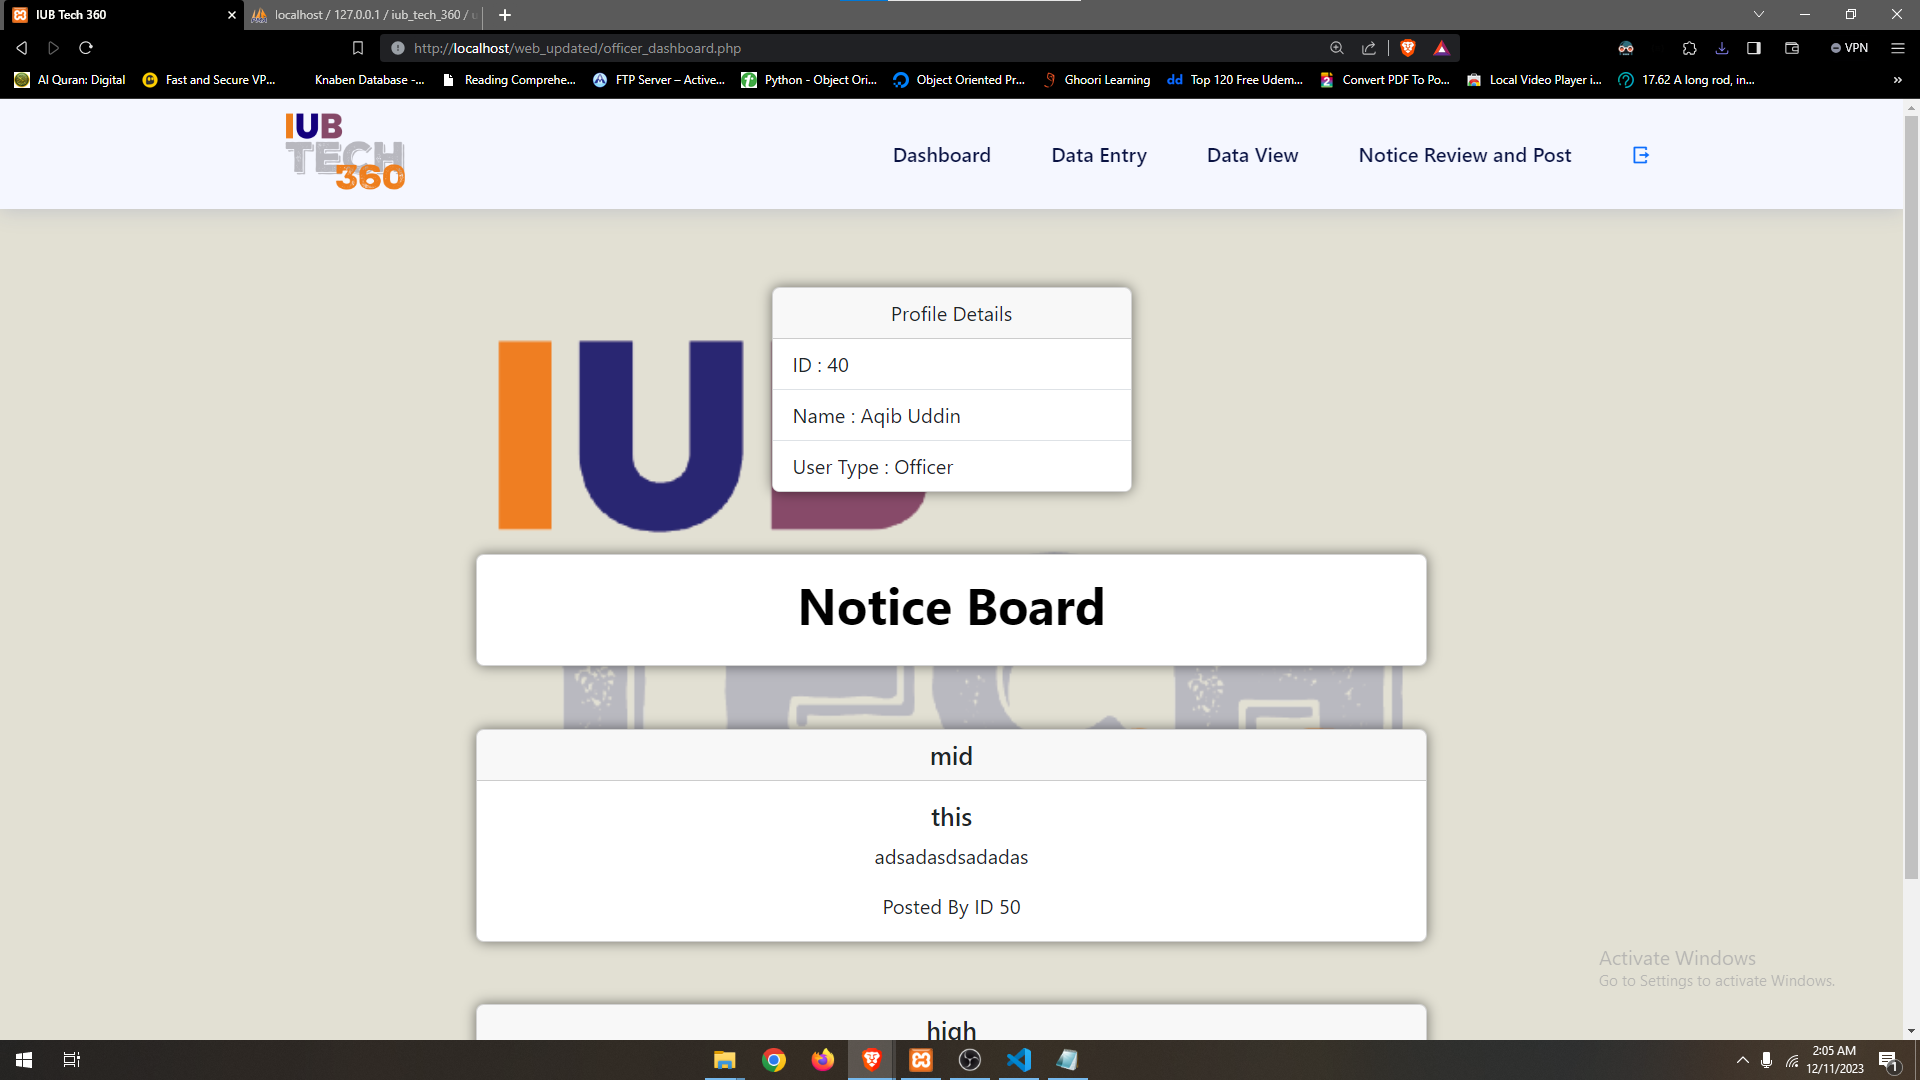 IUB Tech 360
localhost / 127.0.0.1 / iub_tech_360 / u
http://localhost/web_updated/officer_dashboard.php
VPN
Al Quran: Digital
Fast and Secure VP...
Knaben Database -...
Reading Comprehe...
FTP Server – Active...
Python - Object Ori...
Object Oriented Pr...
Ghoori Learning
dd Top 120 Free Udem...
Convert PDF To Po...
Local Video Player i...
17.62 A long rod, in...
IUB
TECH
360
Dashboard
Data Entry
Data View
Notice Review and Post
Profile Details
ID : 40
Name : Aqib Uddin
User Type : Officer
IU
Notice Board
mid
this
adsadasdsadadas
Posted By ID 50
high
Activate Windows
Go to Settings to activate Windows.
2:05 AM
12/11/2023
1